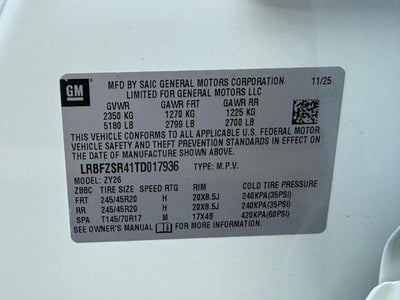 GM
MFD BY SAIC GENERAL MOTORS CORPORATION 11/25
LIMITED FOR GENERAL MOTORS LLC
GVWR GAWR FRT GAWR RR
2350 KG 1270 KG 1225 KG
5180 LB 2799 LB 2700 LB
THIS VEHICLE CONFORMS TO ALL APPLICABLE U.S. FEDERAL MOTOR
VEHICLE SAFETY, BUMPER, AND THEFT PREVENTION STANDARDS IN
EFFECT ON THE DATE OF MANUFACTURE SHOWN ABOVE.
LRBFZSR41TD017936 TYPE: M.P.V.
MODEL: ZY26
ZBBC TIRE SIZE SPEED RTG RIM COLD TIRE PRESSURE
FRT 245/45R20 H 20X8.5J 240KPA(35PSI)
RR 245/45R20 H 20X8.5J 240KPA(35PSI)
SPA T145/70R17 M 17X4B 420KPA(60PSI)
SEE OWNER'S MANUAL FOR ADDITIONAL INFORMATION